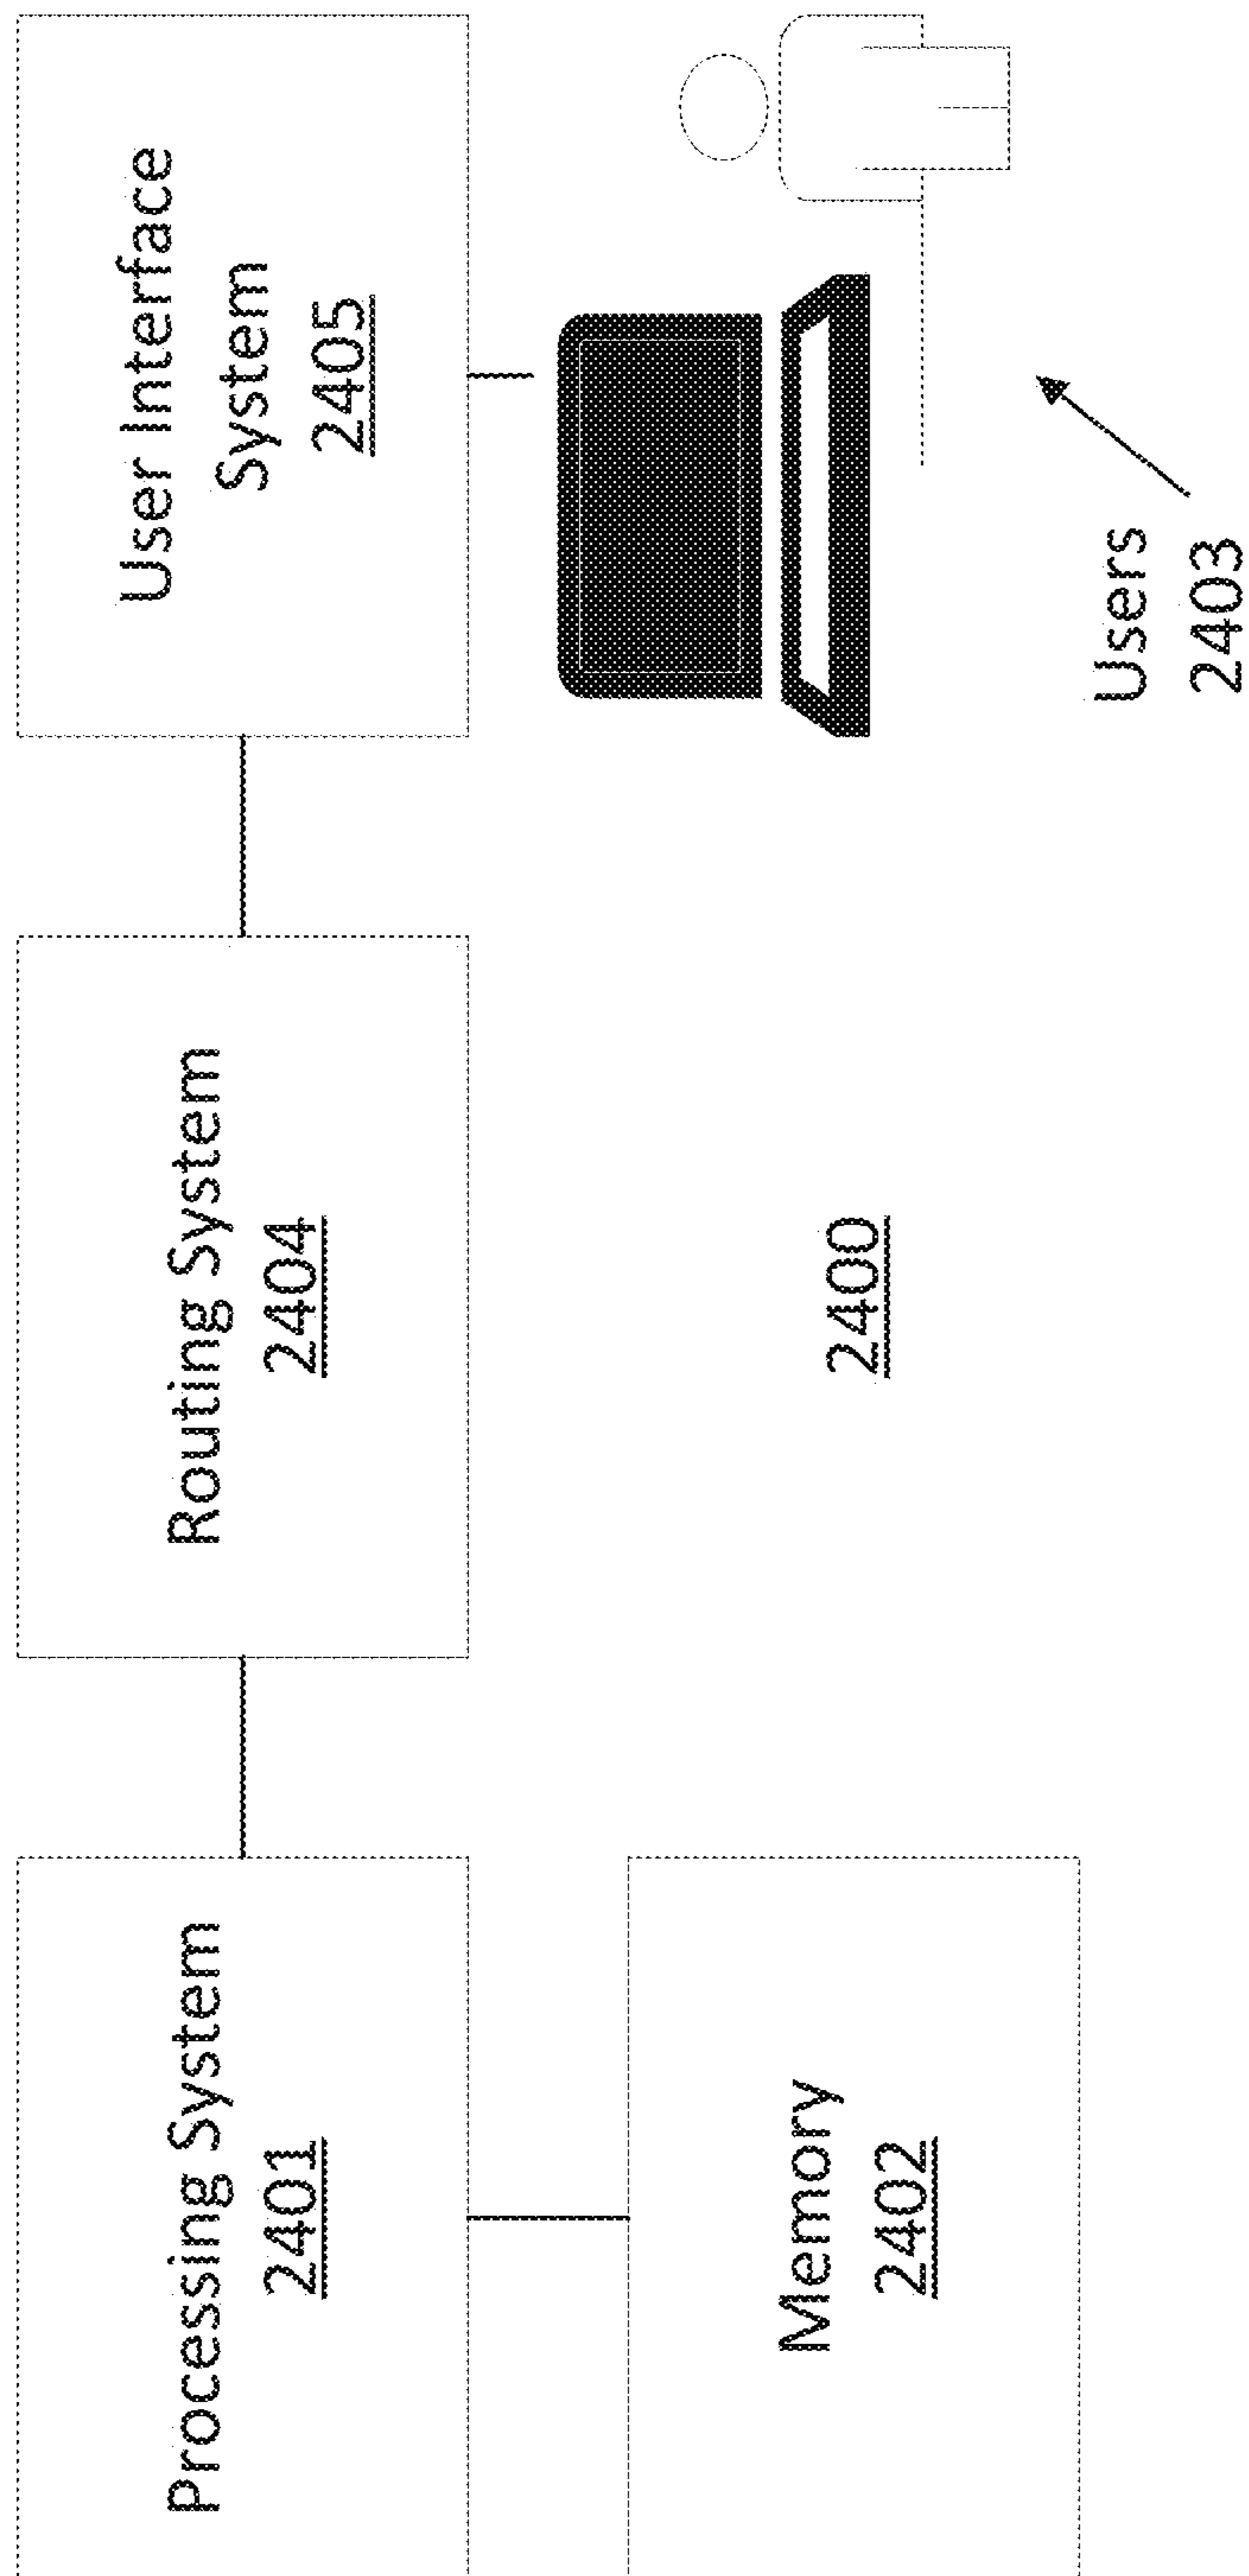 Processing System
2401
Routing System
2404
User Interface
System
2405
Memory
2402
2400
Users
2403